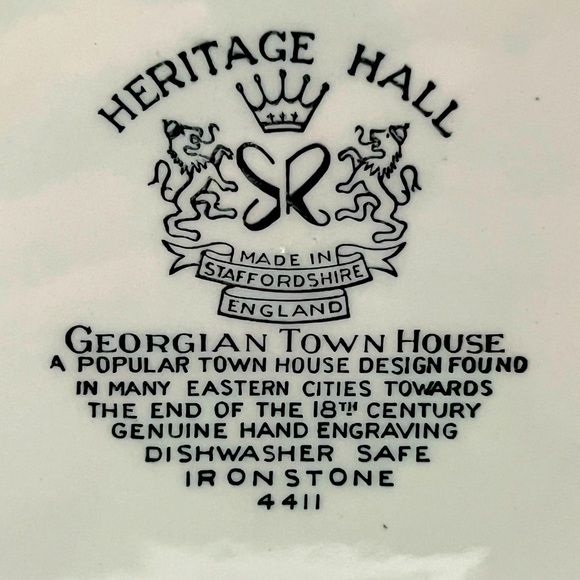 HERITAGE HALL
SR
MADE IN
STAFFORDSHIRE
ENGLAND
GEORGIAN TOWN HOUSE
A POPULAR TOWN HOUSE DESIGN FOUND
IN MANY EASTERN CITIES TOWARDS
THE END OF THE 18TH CENTURY
GENUINE HAND ENGRAVING
DISHWASHER SAFE
IRONSTONE
4411